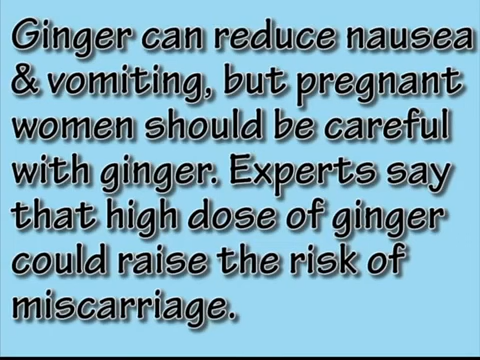 Ginger can reduce nausea
& vomiting, but pregnant
women should be careful
with ginger. Experts say
that high dose of ginger
could raise the risk of
miscarriage.